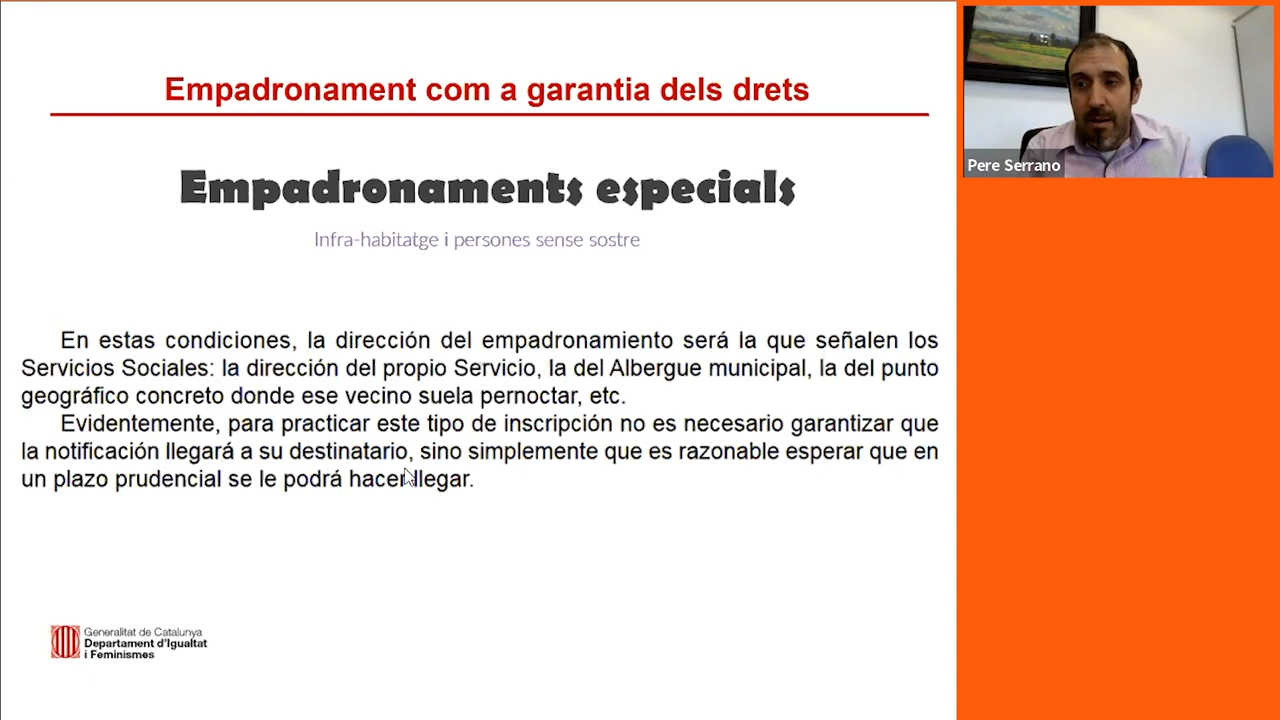 Empadronament com a garantia dels drets
Empadronaments especials
Infra-habitatge i persones sense sostre
En estas condiciones, la dirección del empadronamiento será la que señalen los
Servicios Sociales: la dirección del propio Servicio, la del Albergue municipal, la del punto
geográfico concreto donde ese vecino suela pernoctar, etc.
Evidentemente, para practicar este tipo de inscripción no es necesario garantizar que
la notificación llegará a su destinatario, sino simplemente que es razonable esperar que en
un plazo prudencial se le podrá hacer llegar.
Generalitat de Catalunya
Departament d'Igualtat
i Feminismes
Pere Serrano